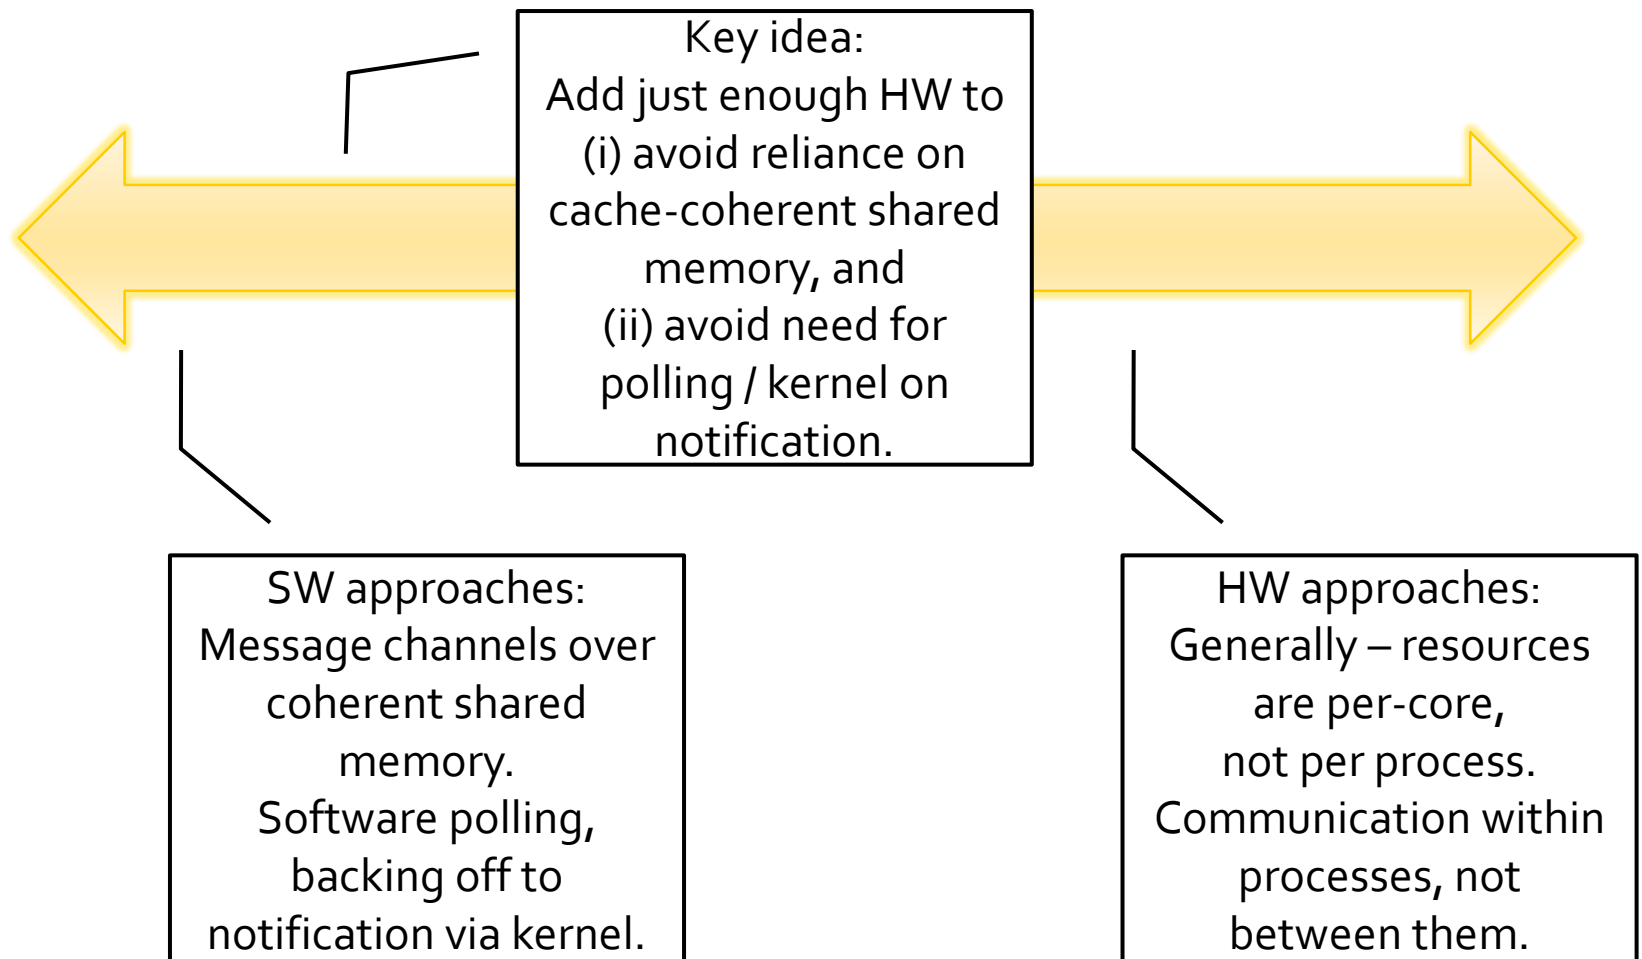 Key idea:
Add just enough HW to
(i) avoid reliance on
cache-coherent shared
memory, and
(ii) avoid need for
polling / kernel on
notification.
SW approaches:
Message channels over
coherent shared
memory.
Software polling,
backing off to
notification via kernel.
HW approaches:
Generally – resources
are per-core,
not per process.
Communication within
processes, not
between them.